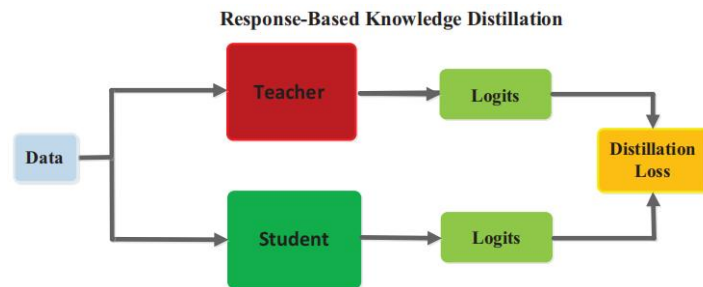 Response-Based Knowledge Distillation
Teacher
Logits
Data
Distillation
Loss
Student
Logits